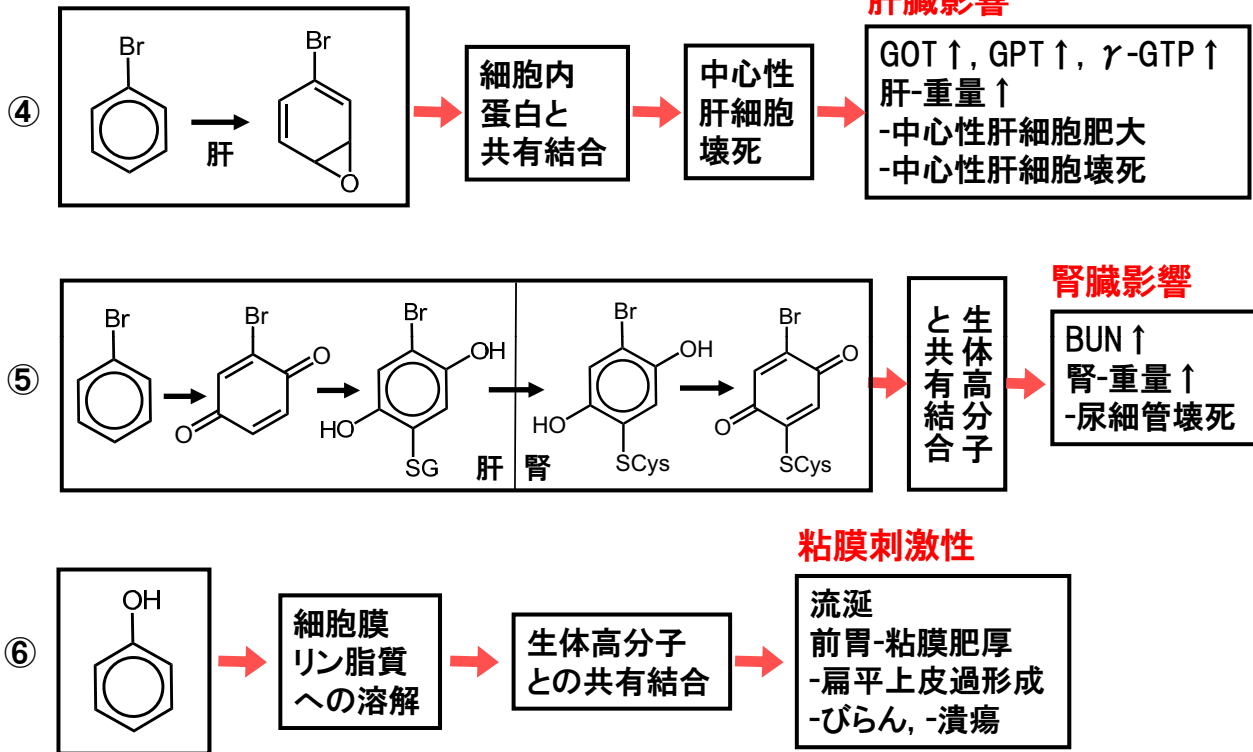 肝臓影響
④
Br
肝
Br
O
細胞内
蛋白と
共有結合
中心性
肝細胞
壊死
GOT↑, GPT↑, γ-GTP↑
肝-重量↑
-中心性肝細胞肥大
-中心性肝細胞壊死
⑤
Br
Br
O
O
Br
OH
HO
SG
肝
腎
Br
OH
HO
SCys
Br
O
O
SCys
生体高分子
と共有結合
腎臓影響
BUN↑
腎-重量↑
-尿細管壊死
⑥
OH
細胞膜
リン脂質
への溶解
生体高分子
との共有結合
粘膜刺激性
流涎
前胃-粘膜肥厚
-扁平上皮過形成
-びらん, -潰瘍